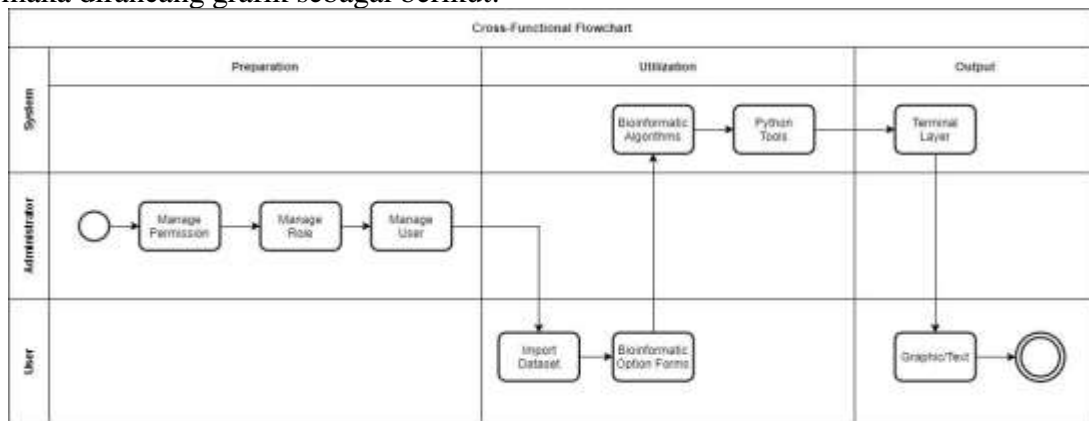 maka dirancang grafik sebagai berikut:
Cross-Functional Flowchart
Preparation
Utilization
Output
System
Bioinformatic
Algorithms
Python
Tools
Terminal
Layer
Administrator
Manage
Permission
Manage
Role
Manage
User
User
Import
Dataset
Bioinformatic
Option Forms
Graphic/Text